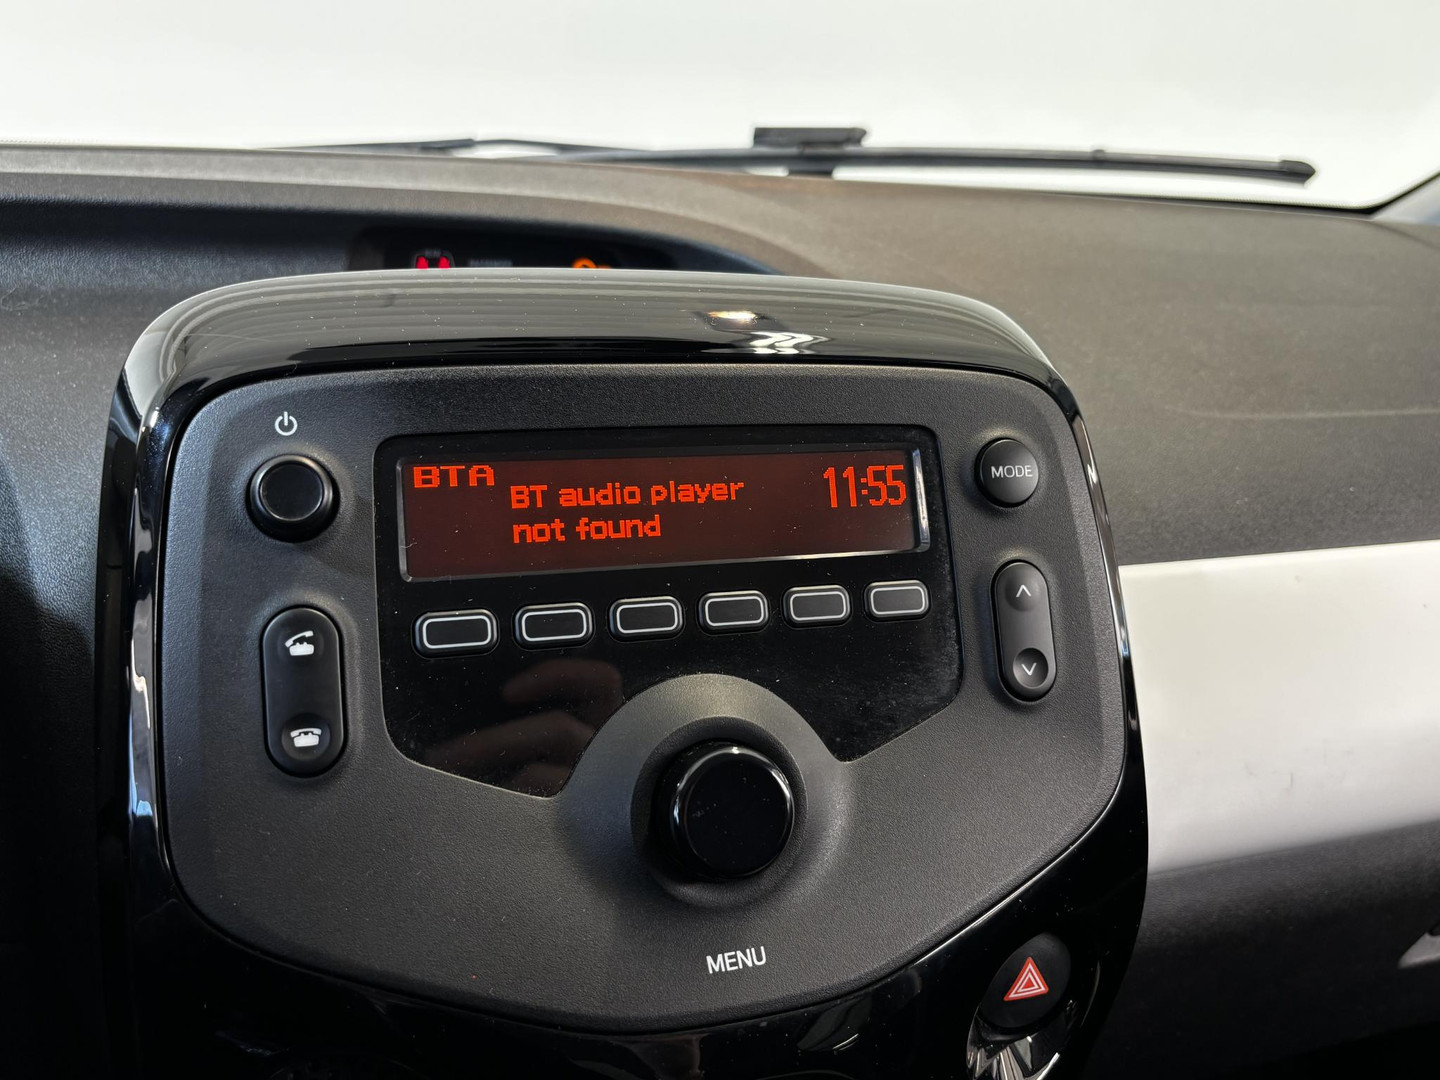 BTA
BT audio player
not found
11:55
MODE
MENU